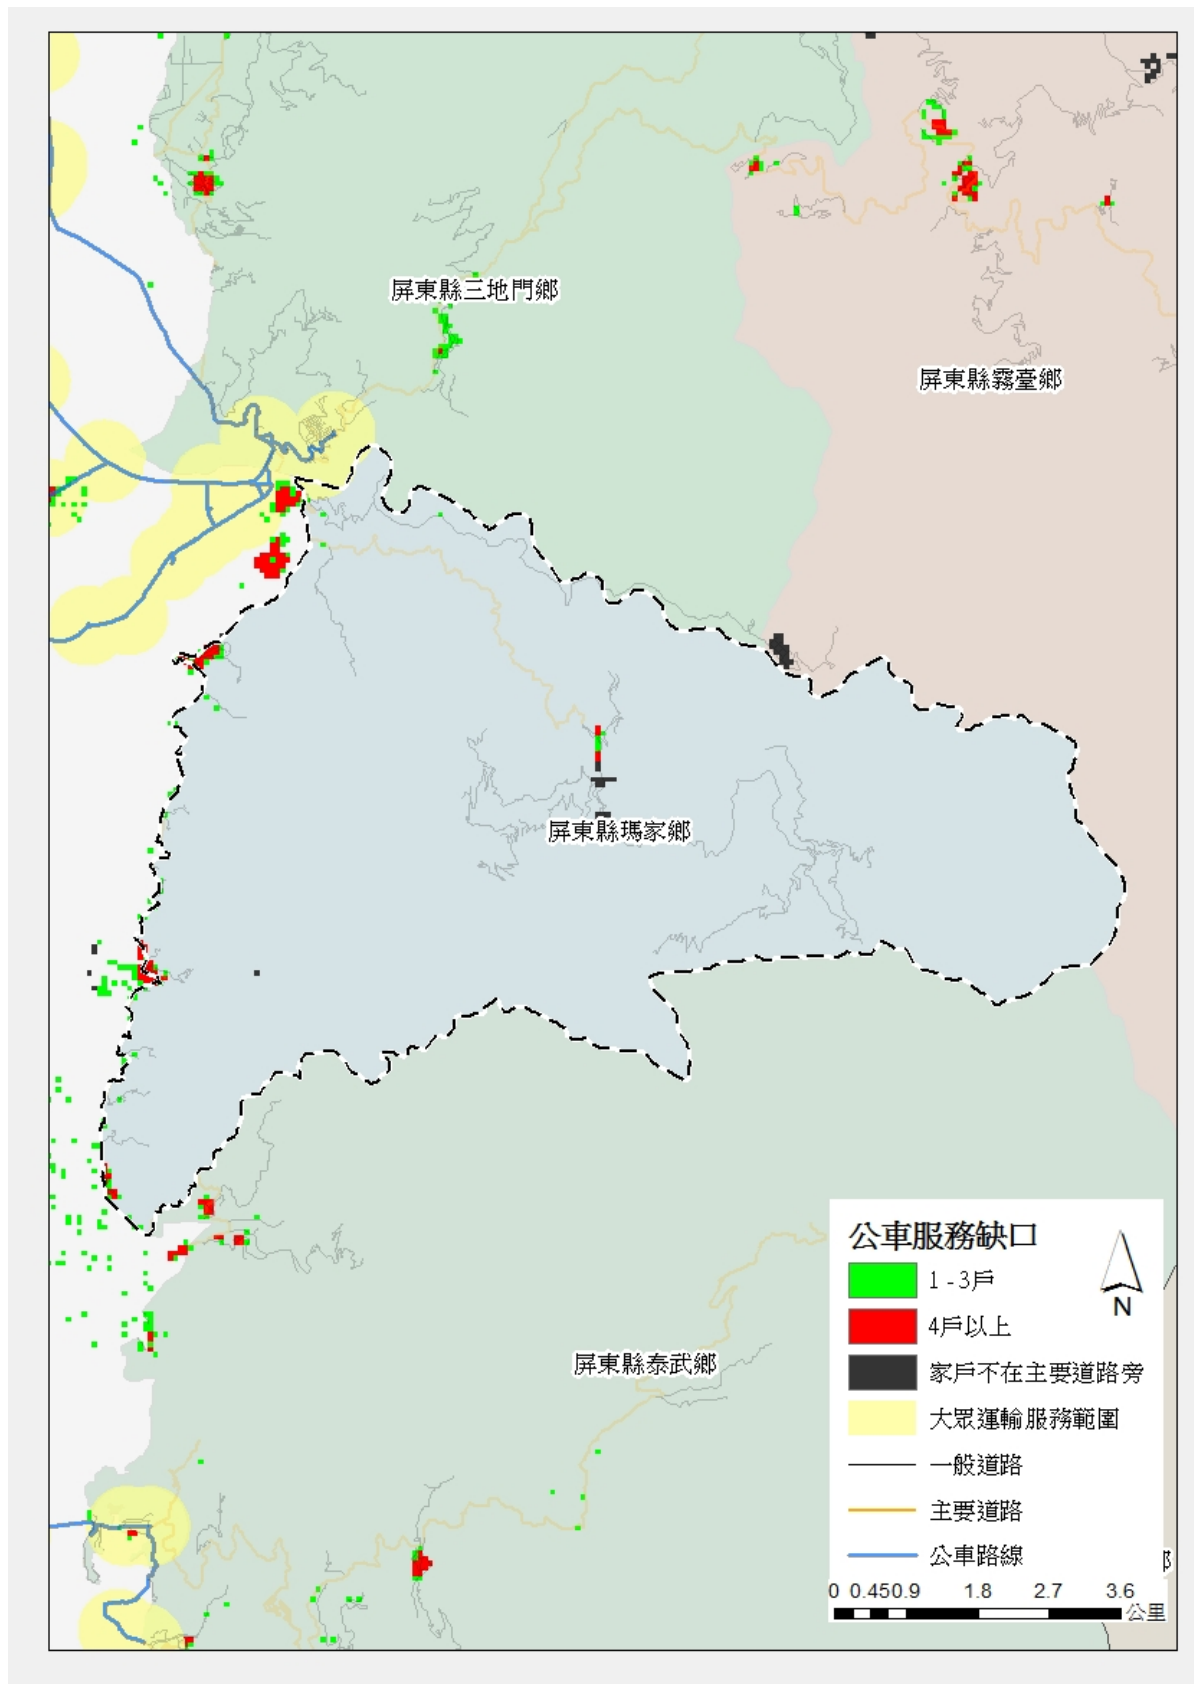 屏東縣三地門鄉
屏東縣霧臺鄉
屏東縣瑪家鄉
屏東縣泰武鄉
公車服務缺口
1 - 3戶
4戶以上
家戶不在主要道路旁
大眾運輸服務範圍
一般道路
主要道路
公車路線
N
0 0.450.9 1.8 2.7 3.6
公里